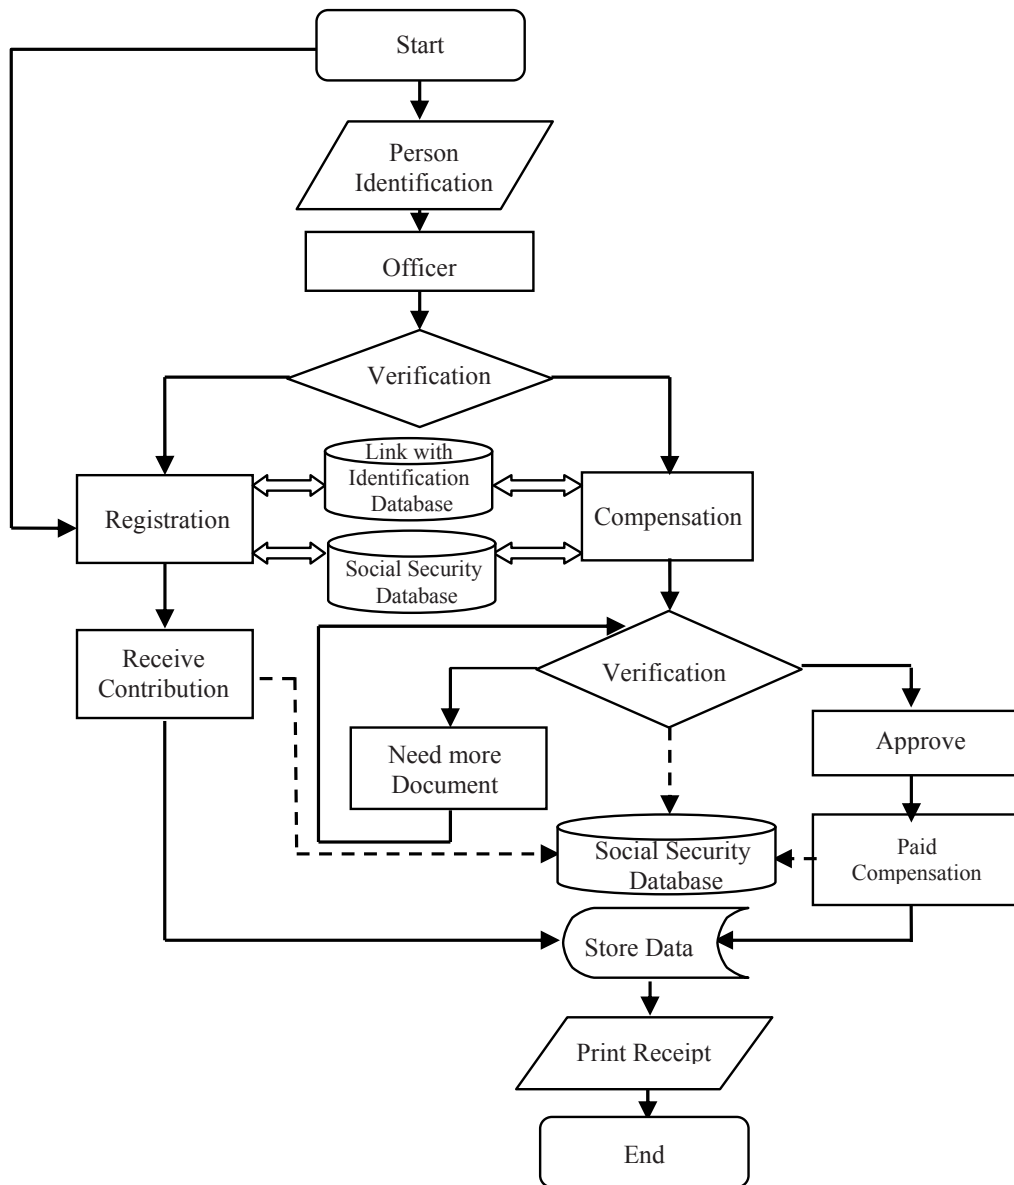 Start
Person
Identification
Officer
Verification
Link with
Identification
Database
Registration
Compensation
Social Security
Database
Receive
Contribution
Verification
Need more
Document
Approve
Paid
Compensation
Social Security
Database
Store Data
Print Receipt
End